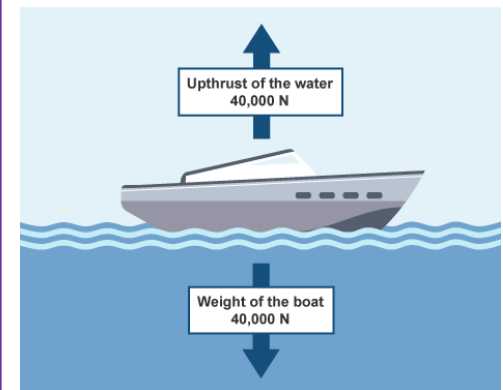 Upthrust of the water
40,000 N
Weight of the boat
40,000 N